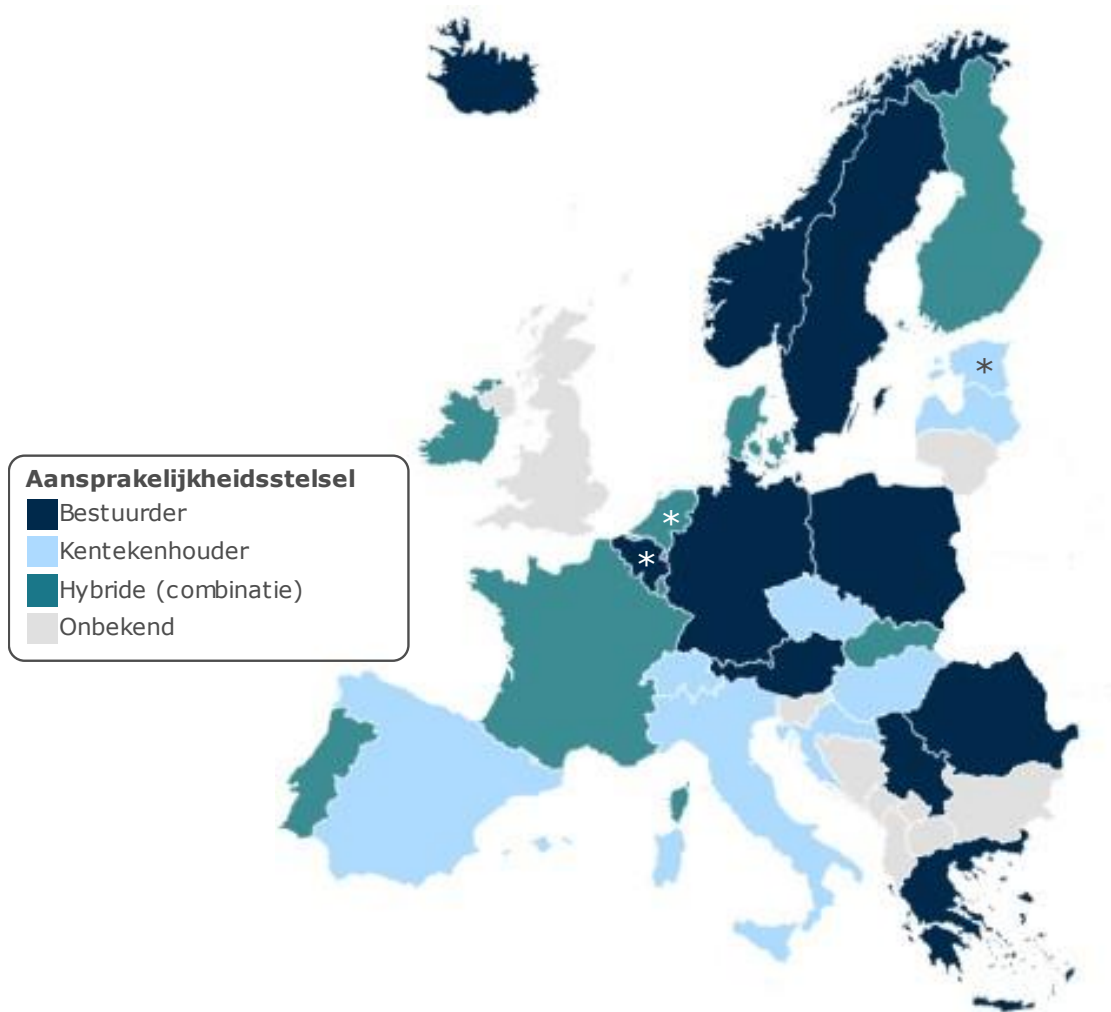 *
*
*
Aansprakelijkheidsstelsel
Bestuurder
Kentekenhouder
Hybride (combinatie)
Onbekend